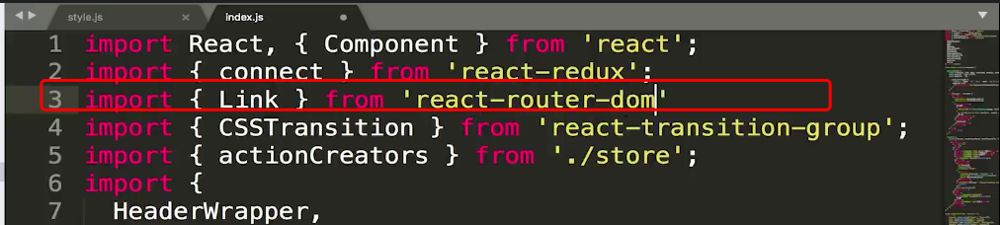 style.js × index.js
1 import React, { Component } from 'react';
2 import { connect } from 'react-redux';
3 import { Link } from 'react-router-dom'
4 import { CSSTransition } from 'react-transition-group';
5 import { actionCreators } from './store';
6 import {
7 HeaderWrapper,